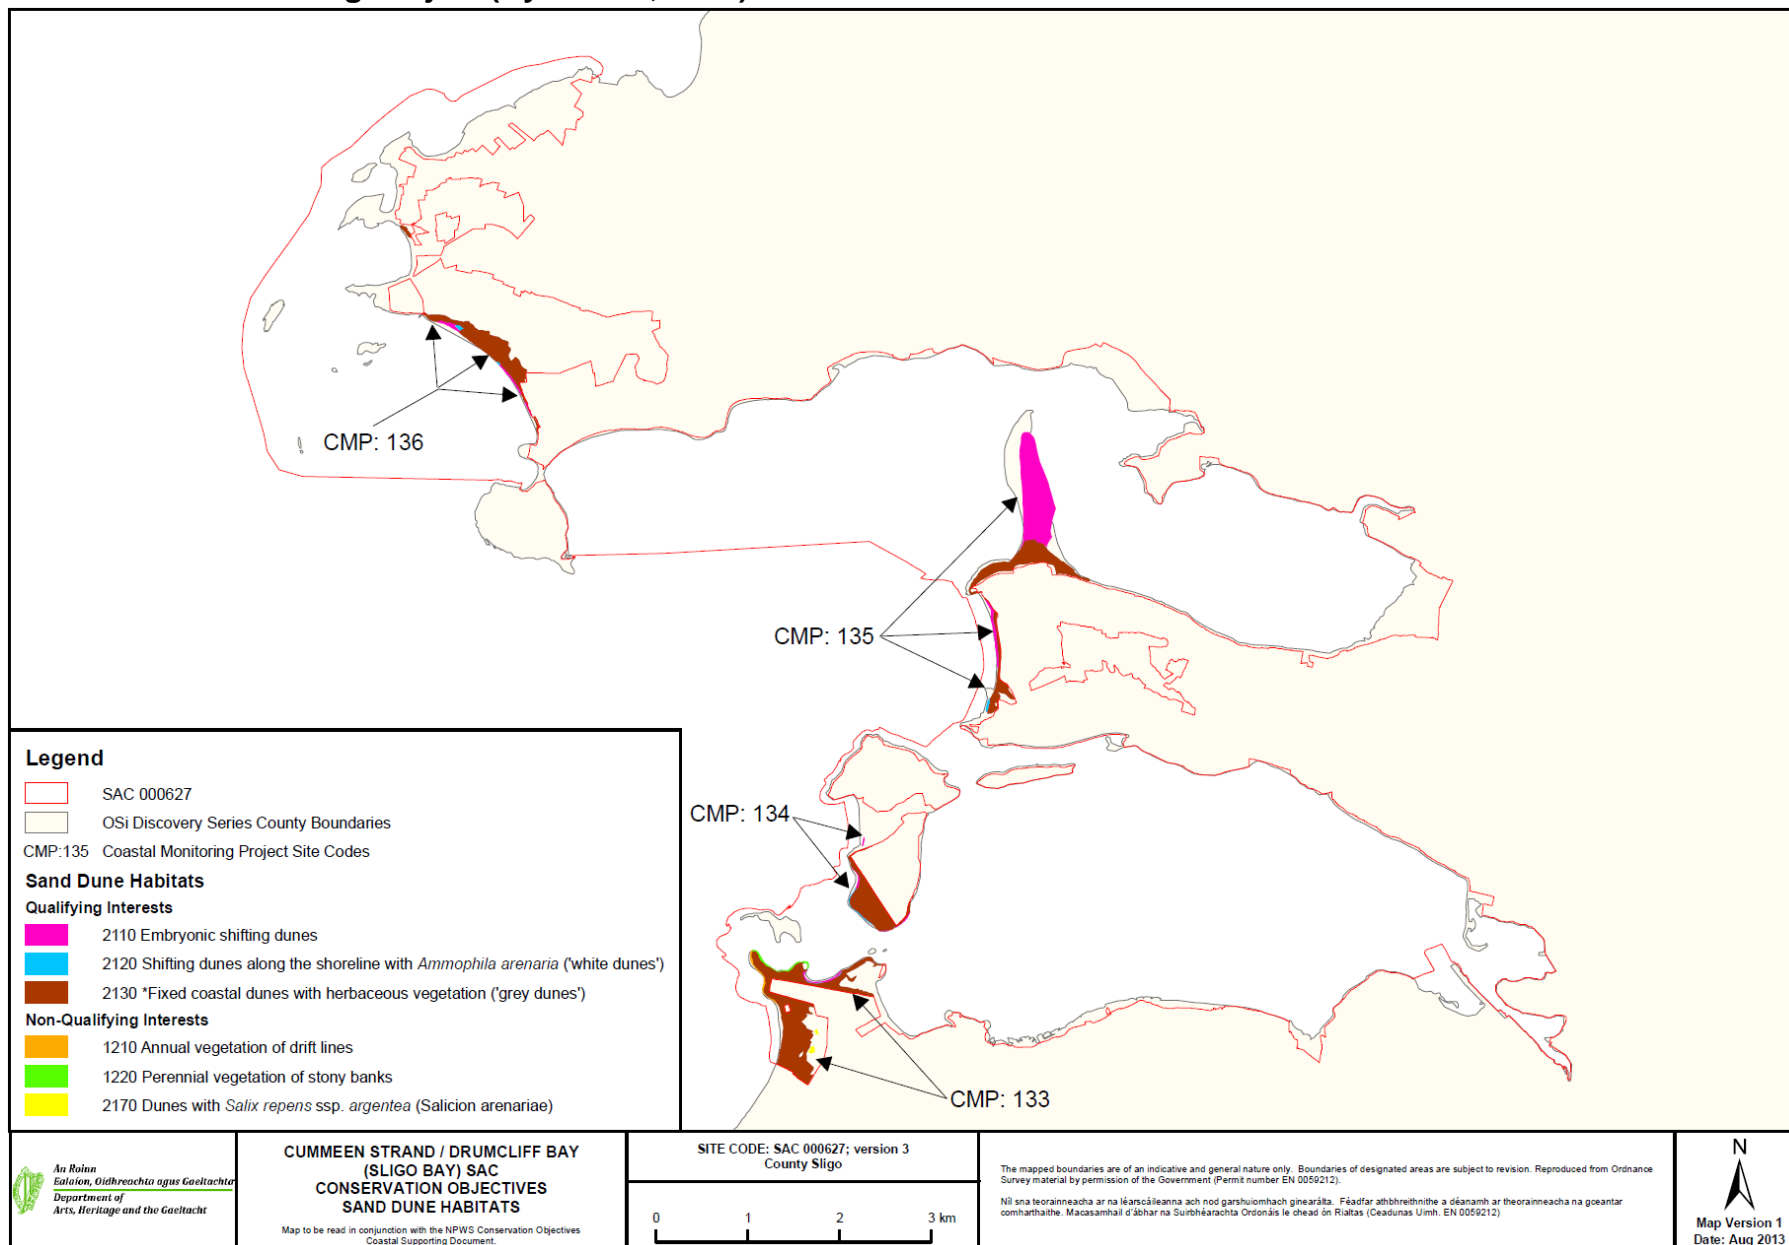 CMP: 136
CMP: 135
CMP: 134
CMP: 133
Legend
SAC 000627
OSi Discovery Series County Boundaries
CMP:135 Coastal Monitoring Project Site Codes
Sand Dune Habitats
Qualifying Interests
2110 Embryonic shifting dunes
2120 Shifting dunes along the shoreline with Ammophila arenaria ('white dunes')
2130 *Fixed coastal dunes with herbaceous vegetation ('grey dunes')
Non-Qualifying Interests
1210 Annual vegetation of drift lines
1220 Perennial vegetation of stony banks
2170 Dunes with Salix repens ssp. argentea (Salicion arenariae)
An Roinn
Ealaíon, Oidhreachta agus Gaeltachta
Department of
Arts, Heritage and the Gaeltacht
CUMMEEN STRAND / DRUMCLIFF BAY
(SLIGO BAY) SAC
CONSERVATION OBJECTIVES
SAND DUNE HABITATS
Map to be read in conjunction with the NPWS Conservation Objectives
Coastal Supporting Document.
SITE CODE: SAC 000627; version 3
County Sligo
0 1 2 3 km
The mapped boundaries are of an indicative and general nature only. Boundaries of designated areas are subject to revision. Reproduced from Ordnance
Survey material by permission of the Government (Permit number EN 0059212).
Níl sna teorainneacha ar na léarscáileanna ach nod garshuiomhach ginearálta. Féadfar athbhreithnithe a déanamh ar theorainneacha na gceantar
comharthaithe. Macasamhail d'ábhar na Suirbhéarachta Ordonáis le chead ón Rialtas (Ceadunas Uimh. EN 0059212)
N
Map Version 1
Date: Aug 2013